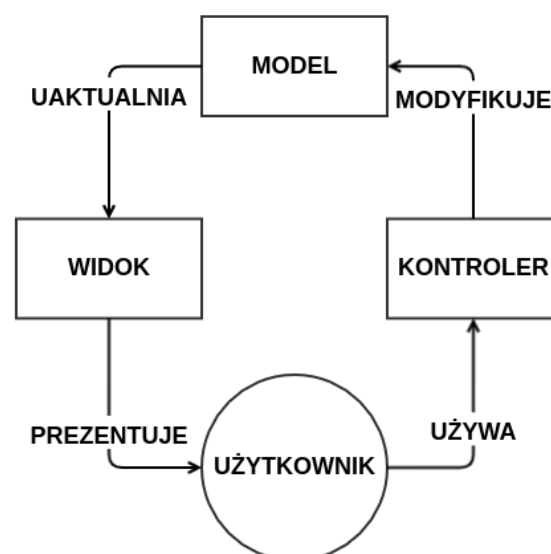 MODEL
UAKTUALNIA
MODYFIKUJE
WIDOK
KONTROLER
PREZENTUJE
UŻYWA
UŻYTKOWNIK